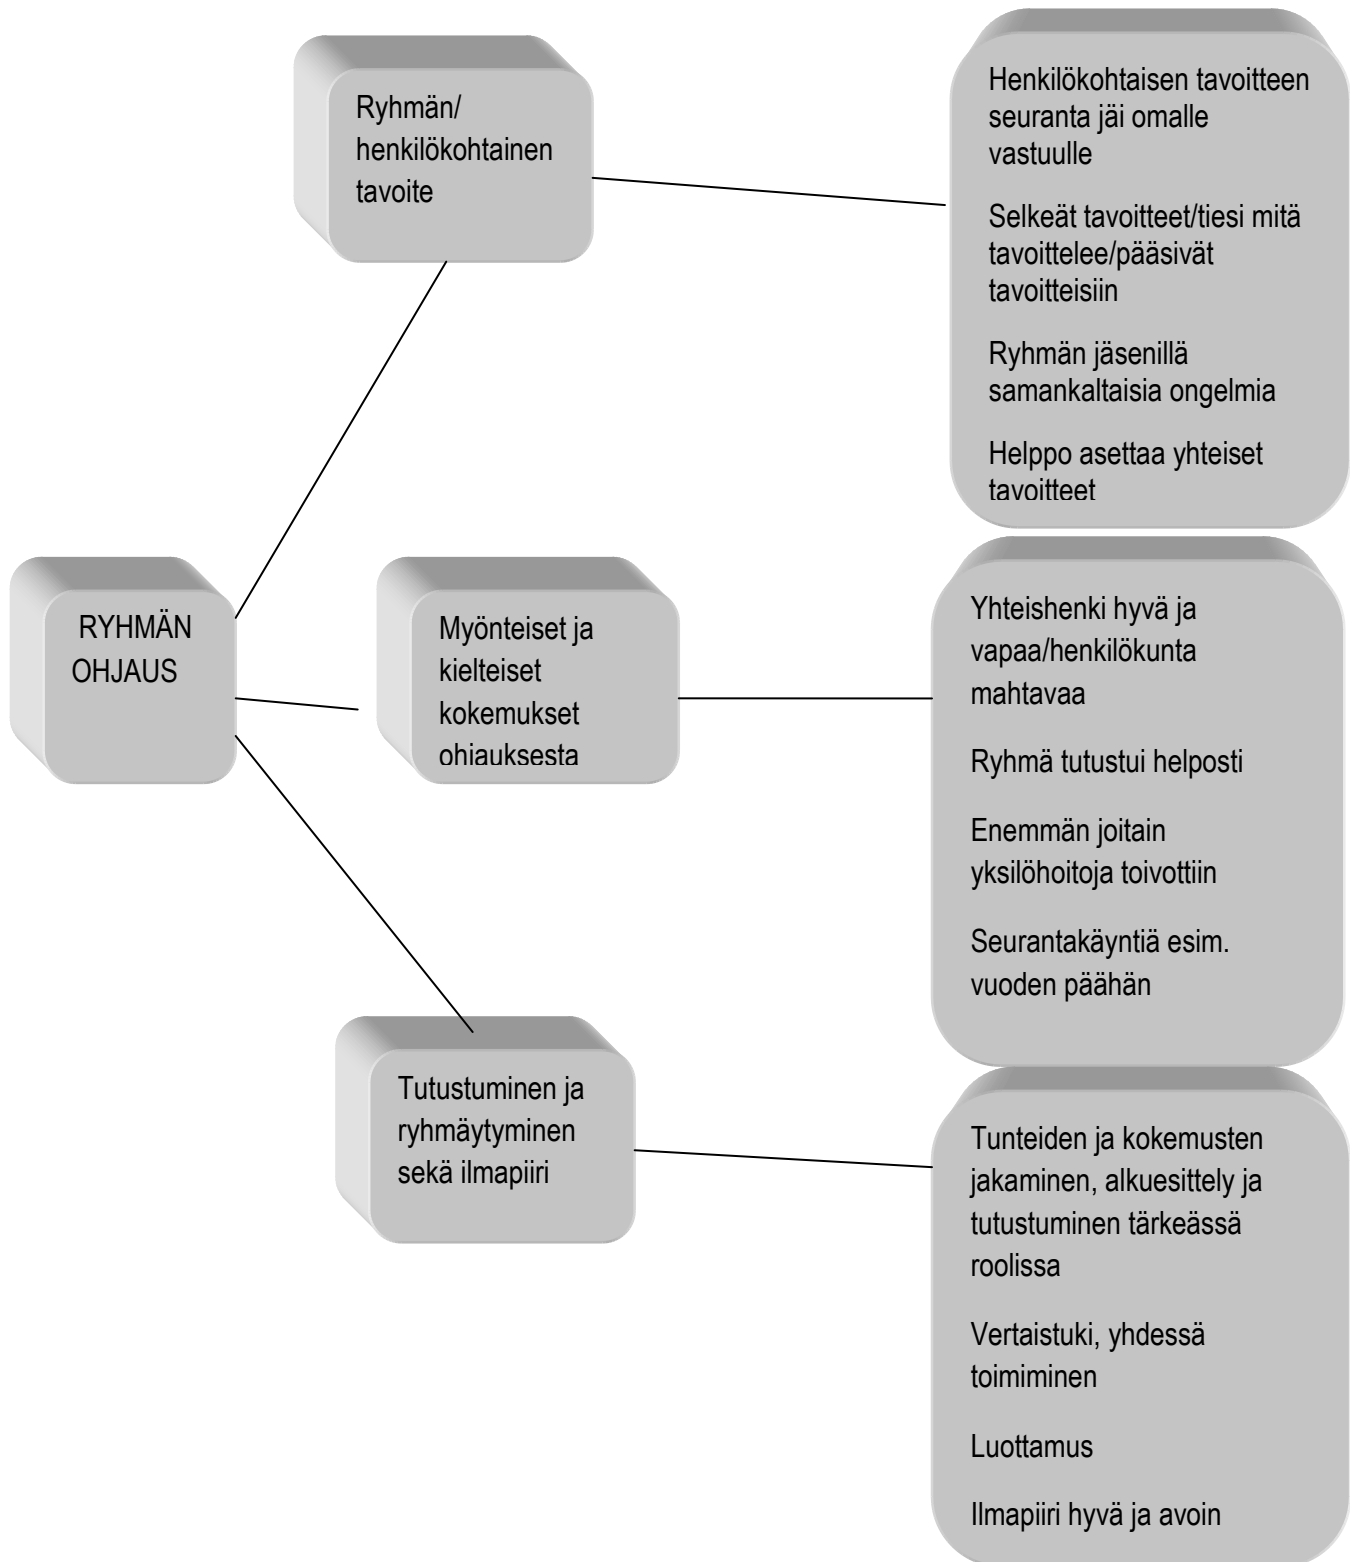 Ryhmän/
henkilökohtainen
tavoite
Henkilökohtaisen tavoitteen
seuranta jäi omalle
vastuulle
Selkeät tavoitteet/tiesi mitä
tavoittelee/pääsivät
tavoitteisiin
Ryhmän jäsenillä
samankaltaisia ongelmia
Helppo asettaa yhteiset
tavoitteet
RYHMÄN
OHJAUS
Myönteiset ja
kielteiset
kokemukset
ohjauksesta
Yhteishenki hyvä ja
vapaa/henkilökunta
mahtavaa
Ryhmä tutustui helposti
Enemmän joitain
yksilöhoitoja toivottiin
Seurantakäyntiä esim.
vuoden päähän
Tutustuminen ja
ryhmäytyminen
sekä ilmapiiri
Tunteiden ja kokemusten
jakaminen, alkuesittely ja
tutustuminen tärkeässä
roolissa
Vertaistuki, yhdessä
toimiminen
Luottamus
Ilmapiiri hyvä ja avoin